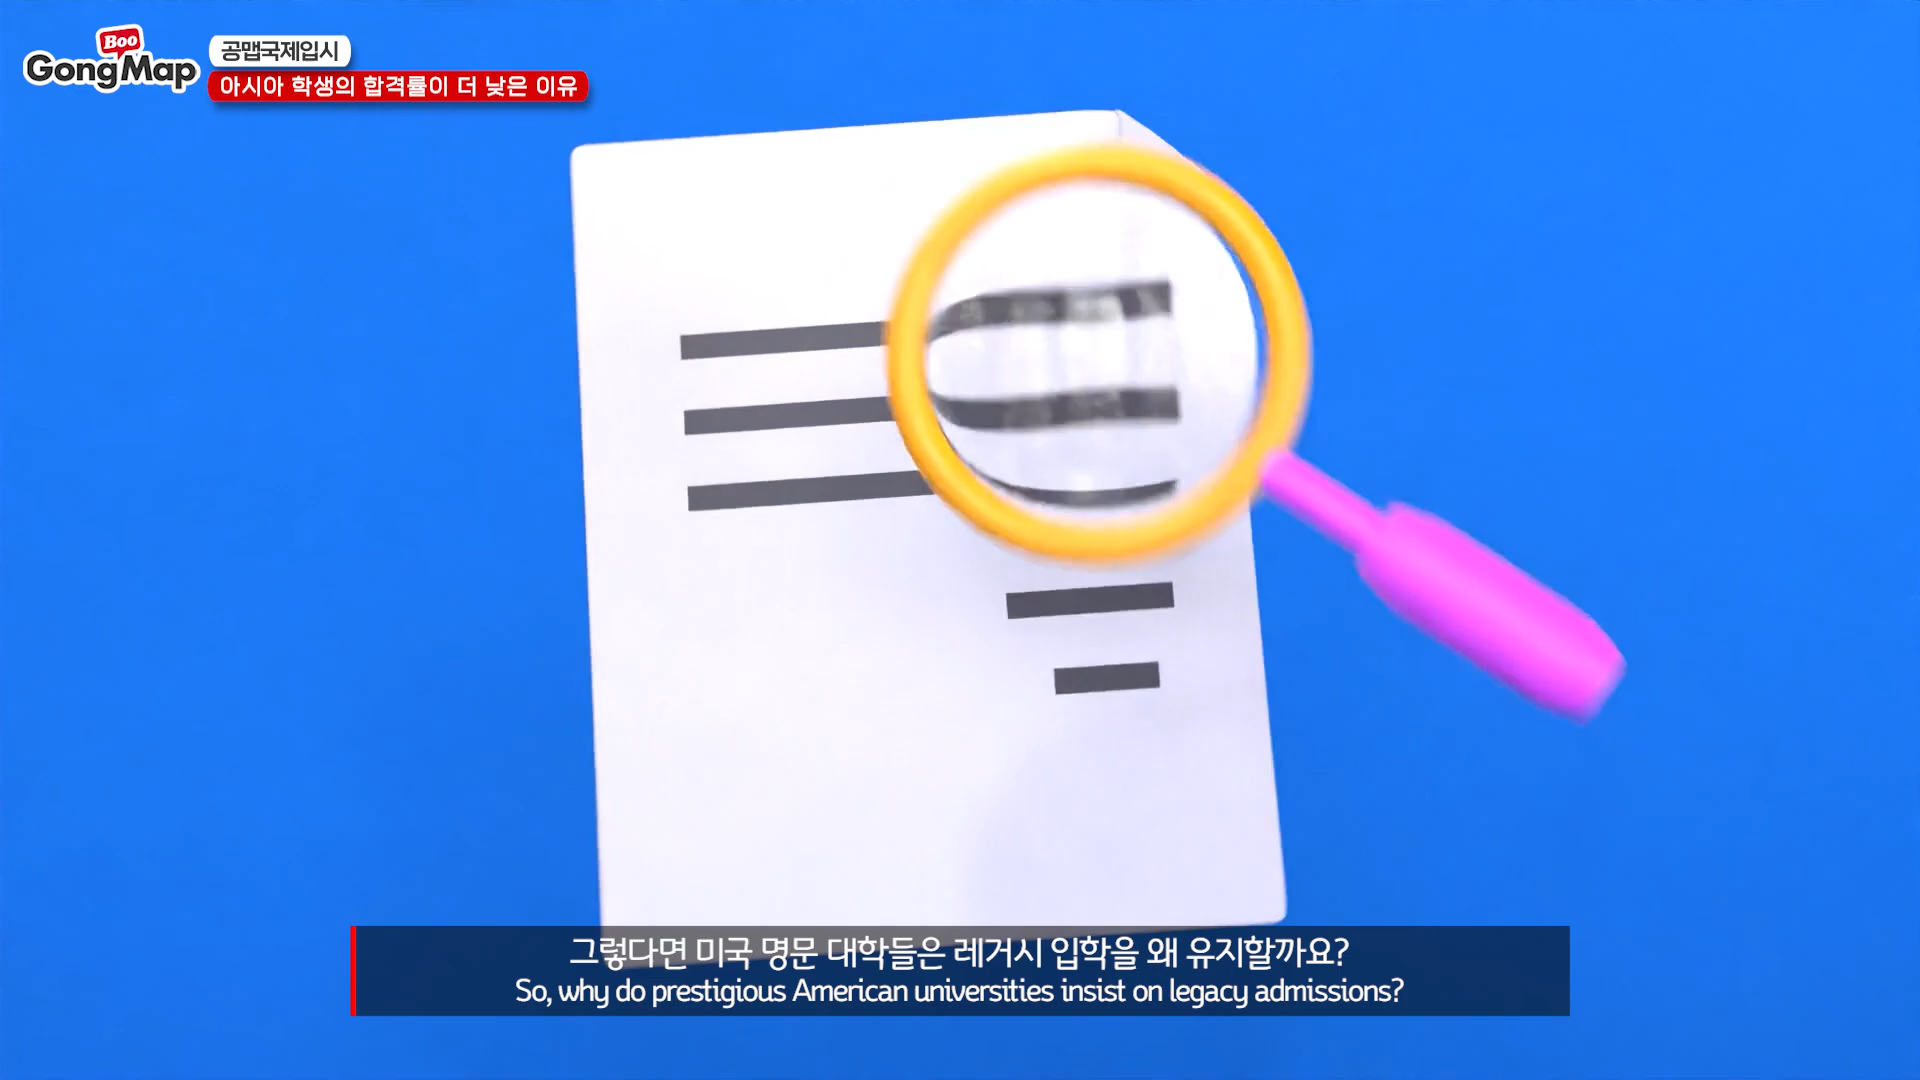 Boo
GongMap
공맵국제입시
아시아 학생의 합격률이 더 낮은 이유
그렇다면 미국 명문 대학들은 레거시 입학을 왜 유지할까요?
So, why do prestigious American universities insist on legacy admissions?